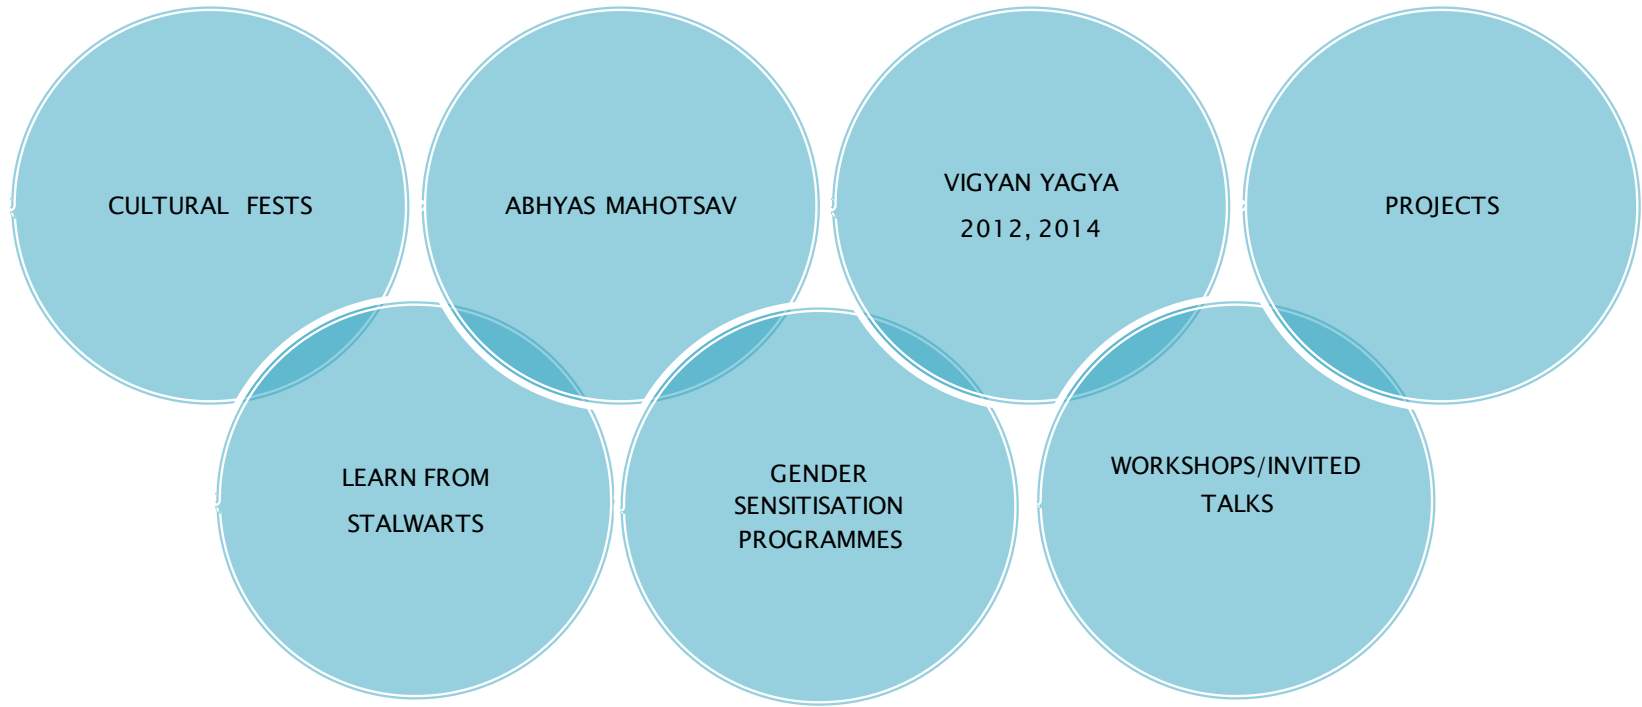 CULTURAL FESTS
ABHYAS MAHOTSAV
VIGYAN YAGYA
2012, 2014
PROJECTS
LEARN FROM
STALWARTS
GENDER
SENSITISATION
PROGRAMMES
WORKSHOPS/INVITED
TALKS